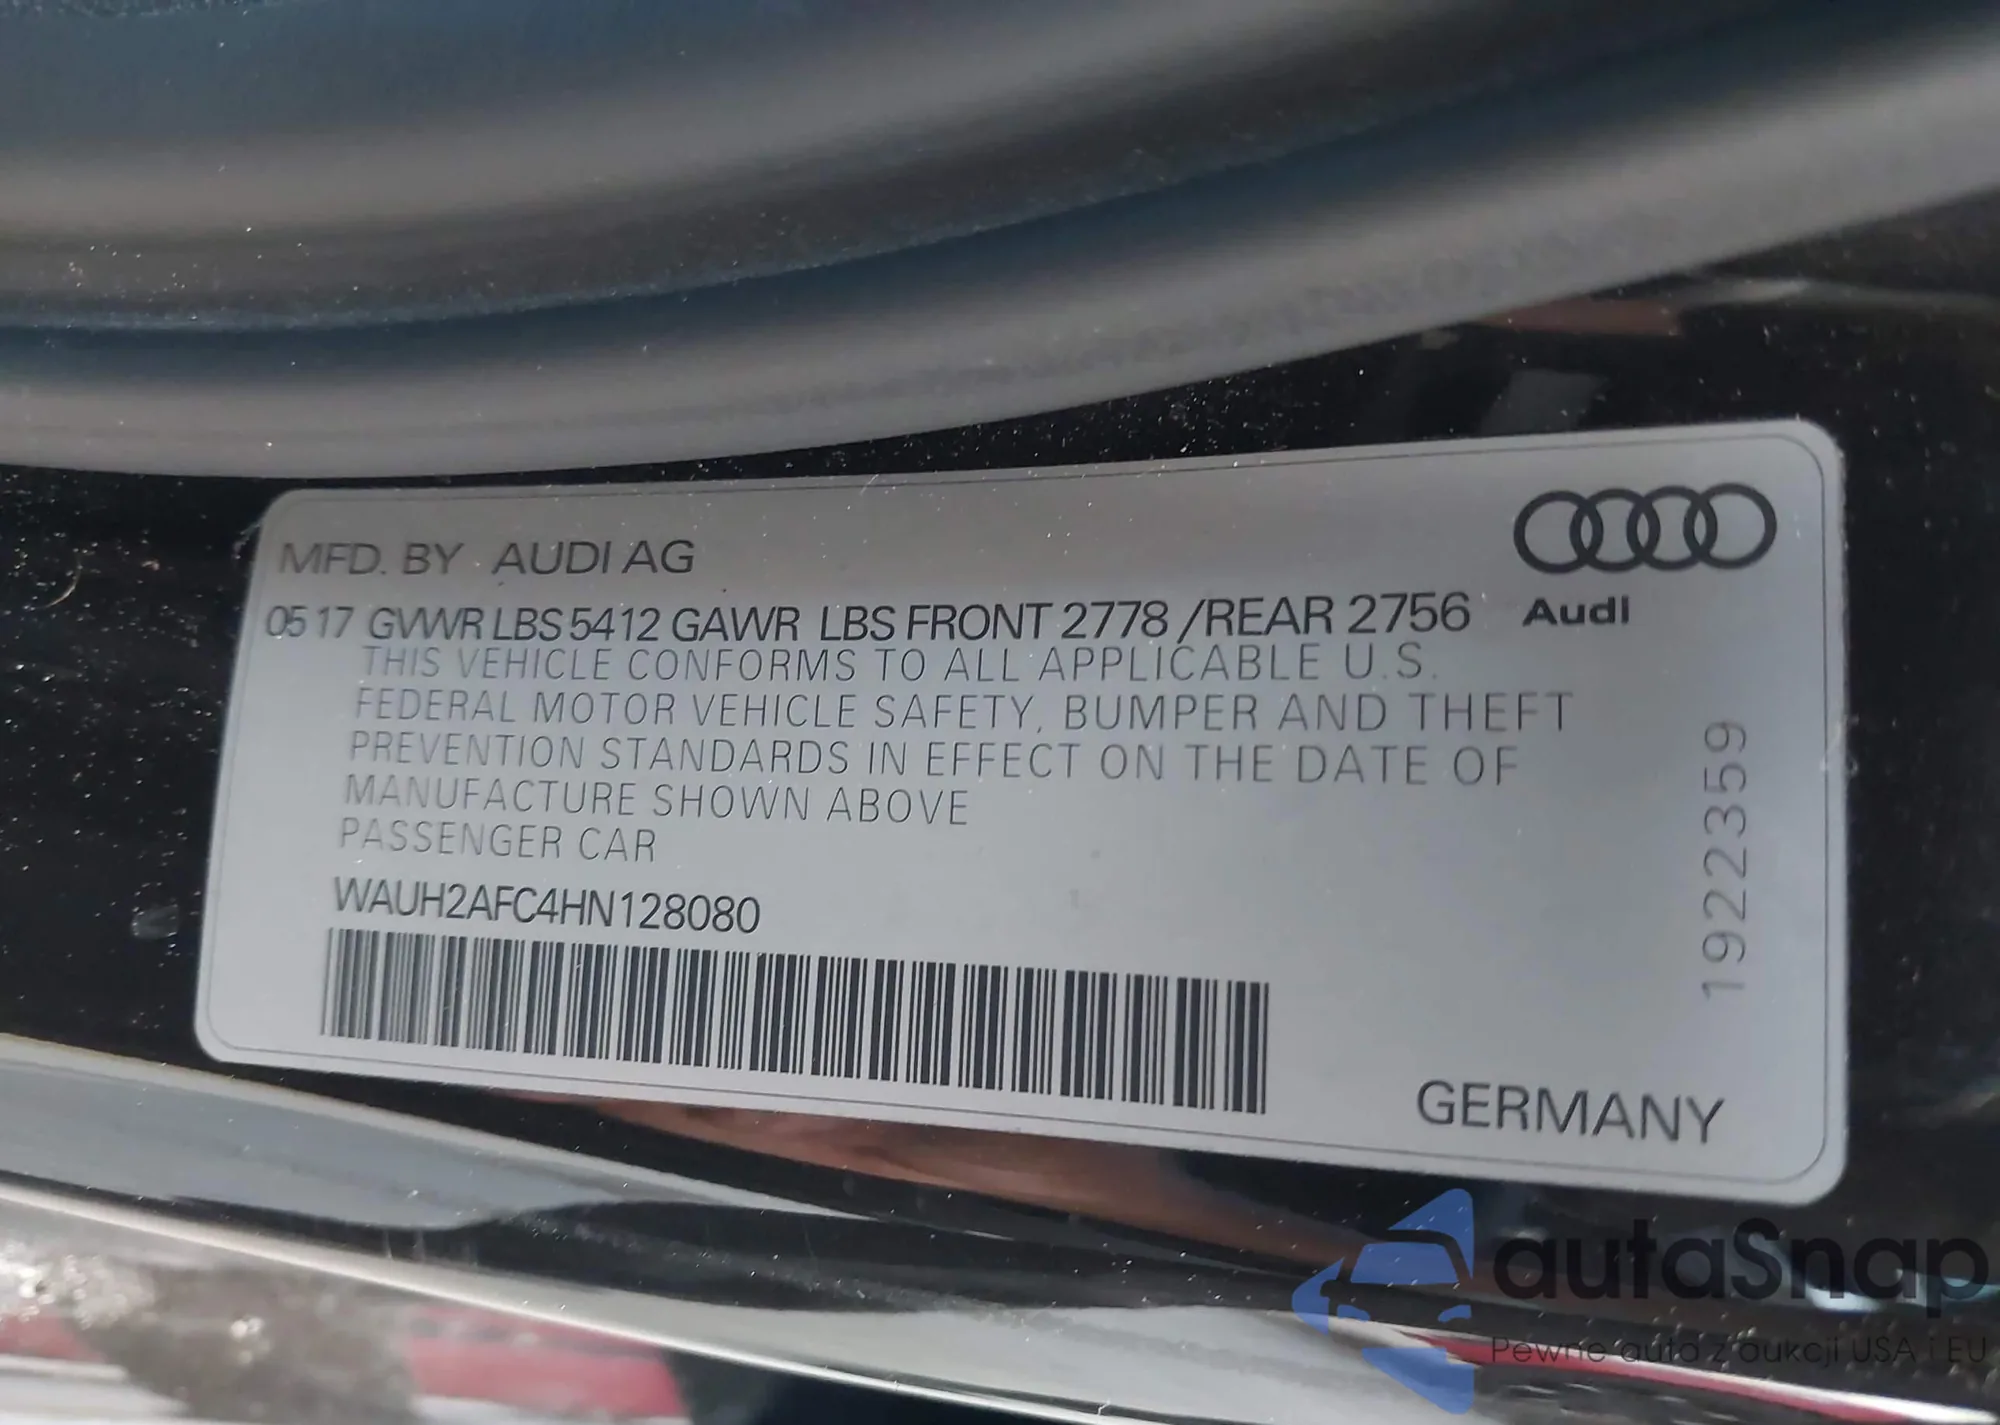 MFD. BY AUDI AG
05 17 GVWR LBS 5412 GAWR LBS FRONT 2778 /REAR 2756
Audi
THIS VEHICLE CONFORMS TO ALL APPLICABLE U.S.
FEDERAL MOTOR VEHICLE SAFETY, BUMPER AND THEFT
PREVENTION STANDARDS IN EFFECT ON THE DATE OF
MANUFACTURE SHOWN ABOVE
PASSENGER CAR
WAUH2AFC4HN128080
1922359
GERMANY
autaSnap
Pewne auta z aukcji USA i EU